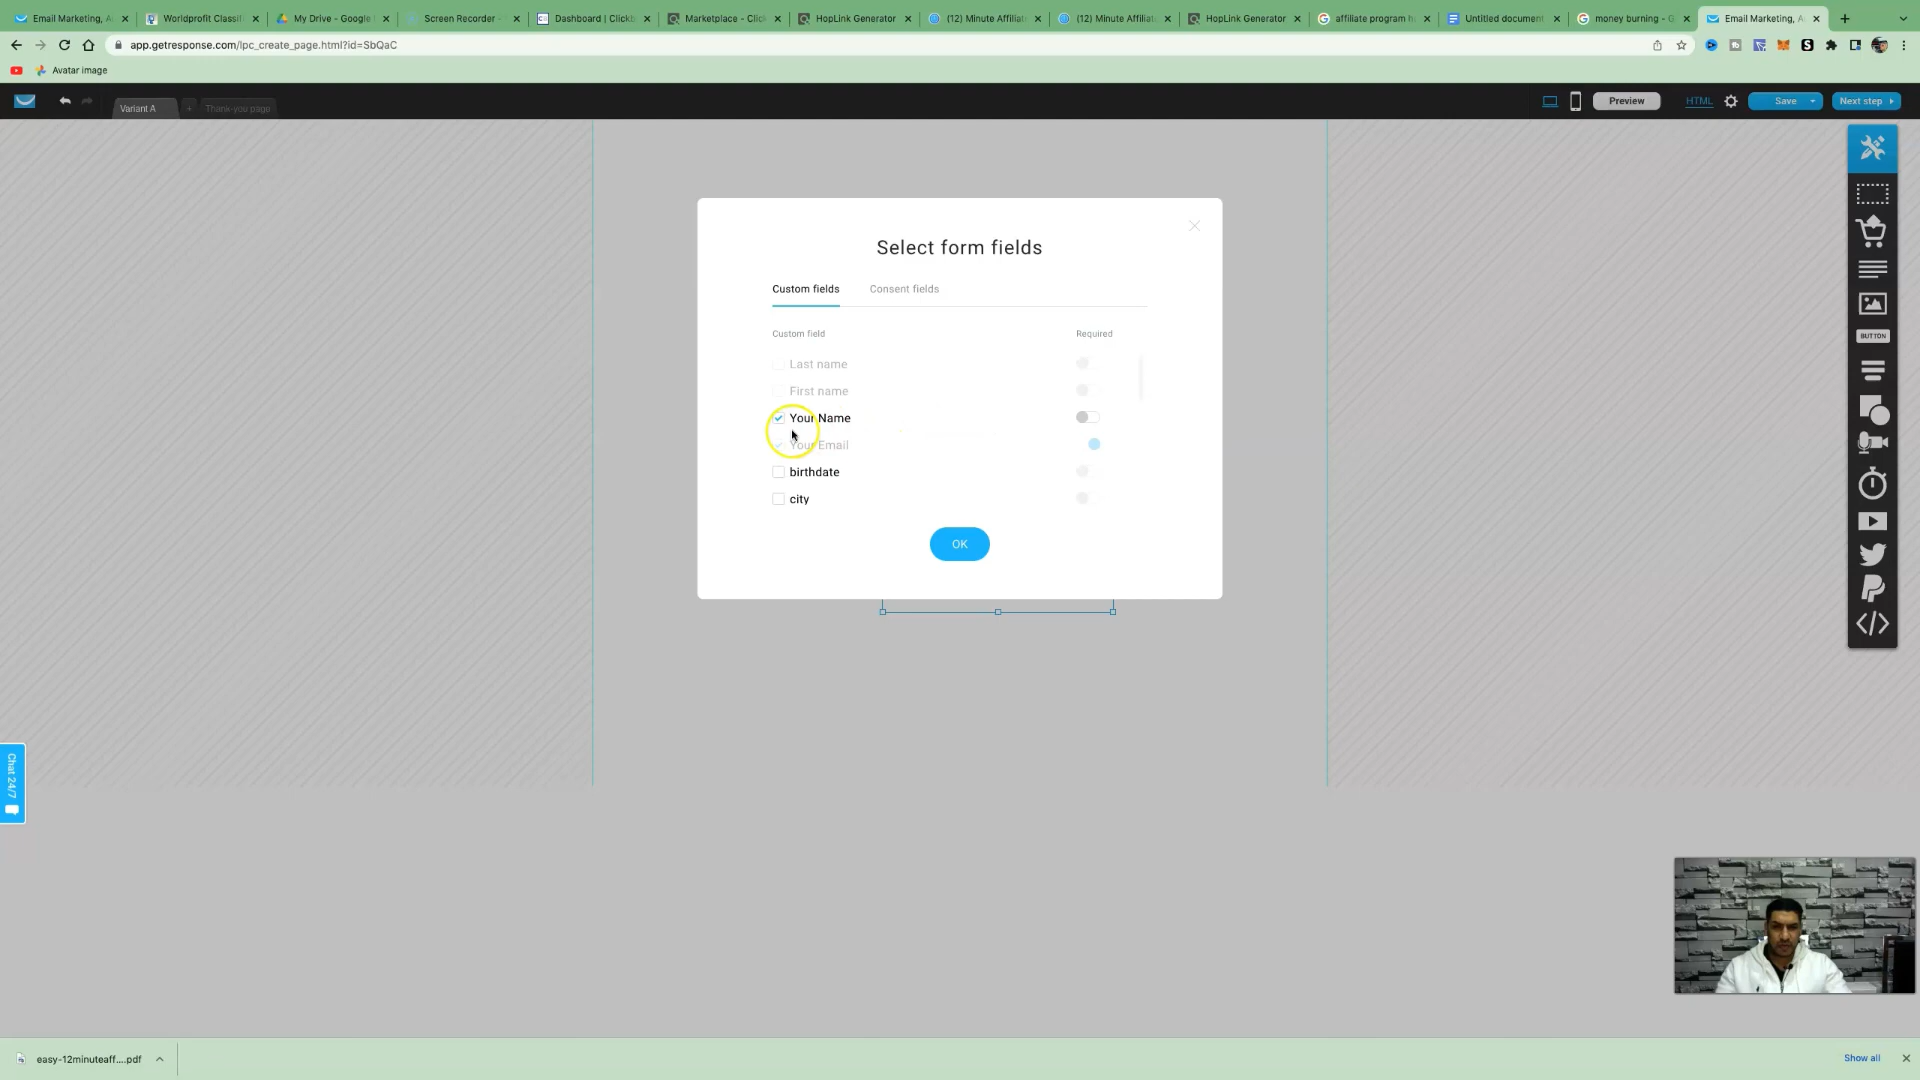 Email Marketing, A
Worldprofit Classif
My Drive - Google
Screen Recorder -
Dashboard | Clickb
Marketplace - Click
HopLink Generator
(12) Minute Affiliat
(12) Minute Affiliat
HopLink Generator
affiliate program h
Untitled document
money burning - G
Email Marketing, A
app.getresponse.com/lpc_create_page.html?id=SbQaC
Avatar image
Variant A
+
Thank-you page
Preview
HTML
Save
Next step
Select form fields
Custom fields
Consent fields
Custom field
Required
Last name
First name
Your Name
Your Email
birthdate
city
OK
BUTTON
Chat 24/7
easy-12minuteaff....pdf
Show all